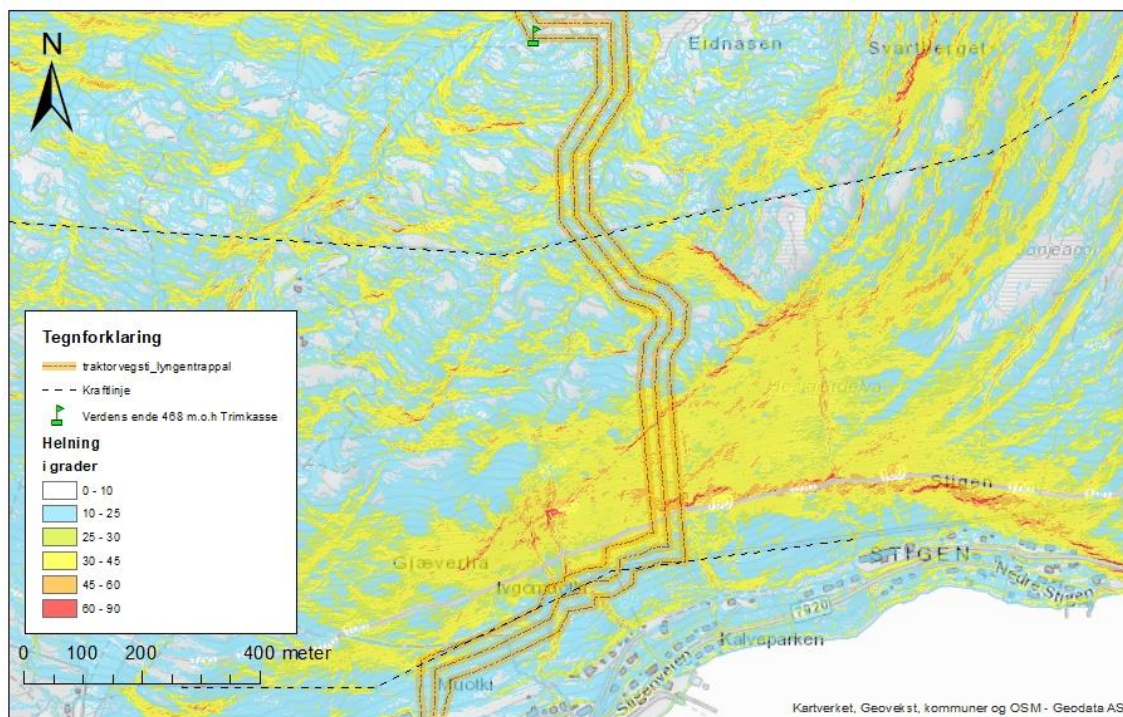 N
Eidnasen
Svartberget
Tegnforklaring
traktorvegsti_lyngentrappal
Kraftlinje
Verdens ende 468 m.o.h Trimkasse
Helning
i grader
0 - 10
10 - 25
25 - 30
30 - 45
45 - 60
60 - 90
0 100 200 400 meter
Stigen
Gjæverlia
STIGEN
Nedre Stigen
7920
Kalveparken
Stigenveien
Muotki
Kartverket, Geovekst, kommuner og OSM - Geodata AS